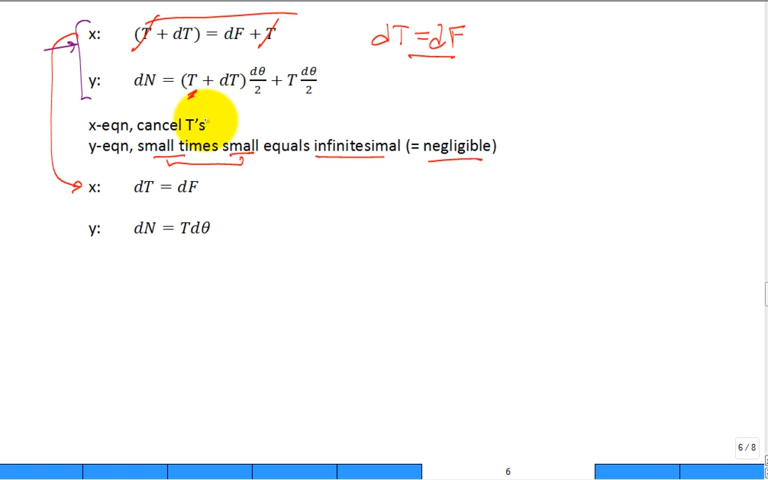 x: (T + dT) = dF + T dT = dF
y: dN = (T + dT) dθ/2 + T dθ/2
x-eqn, cancel T's
y-eqn, small times small equals infinitesimal (= negligible)
x: dT = dF
y: dN = Tdθ
6 / 8
6